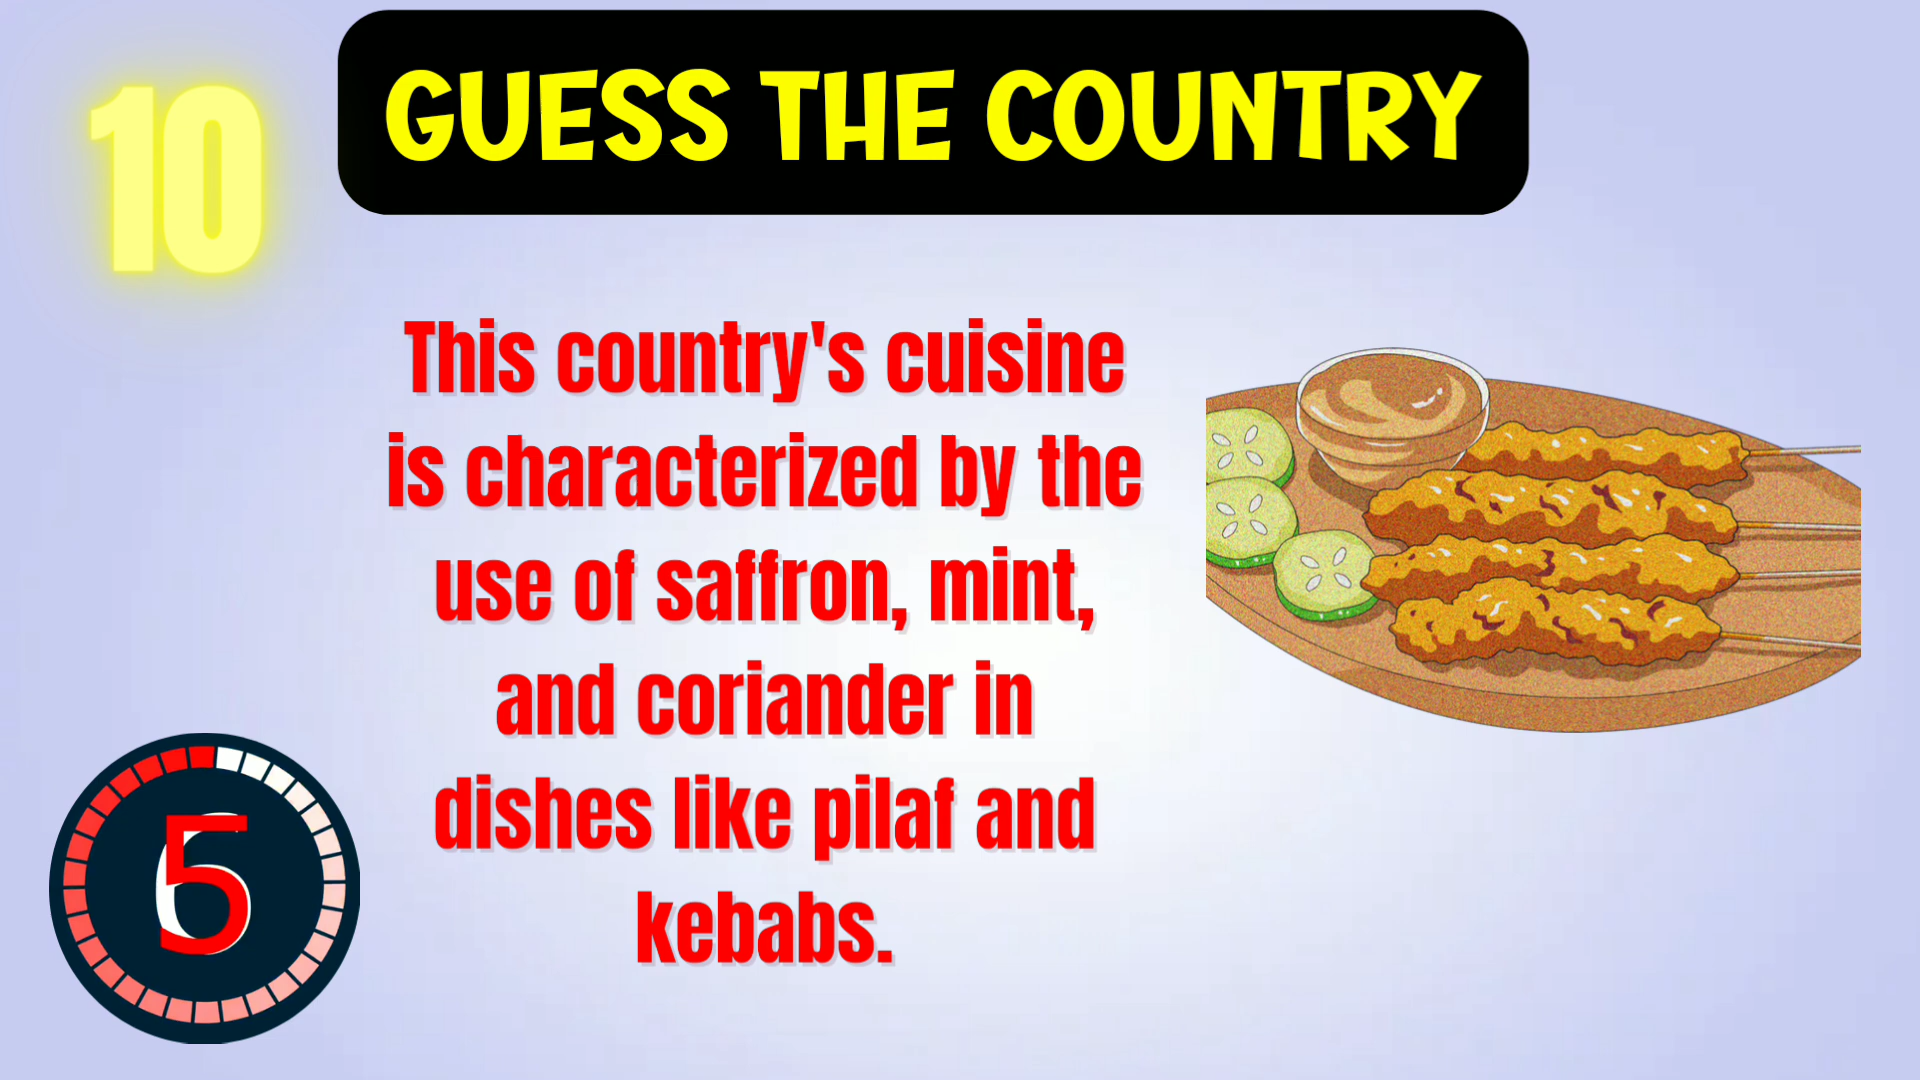 10
GUESS THE COUNTRY
This country's cuisine
is characterized by the
use of saffron, mint,
and coriander in
dishes like pilaf and
kebabs.
5